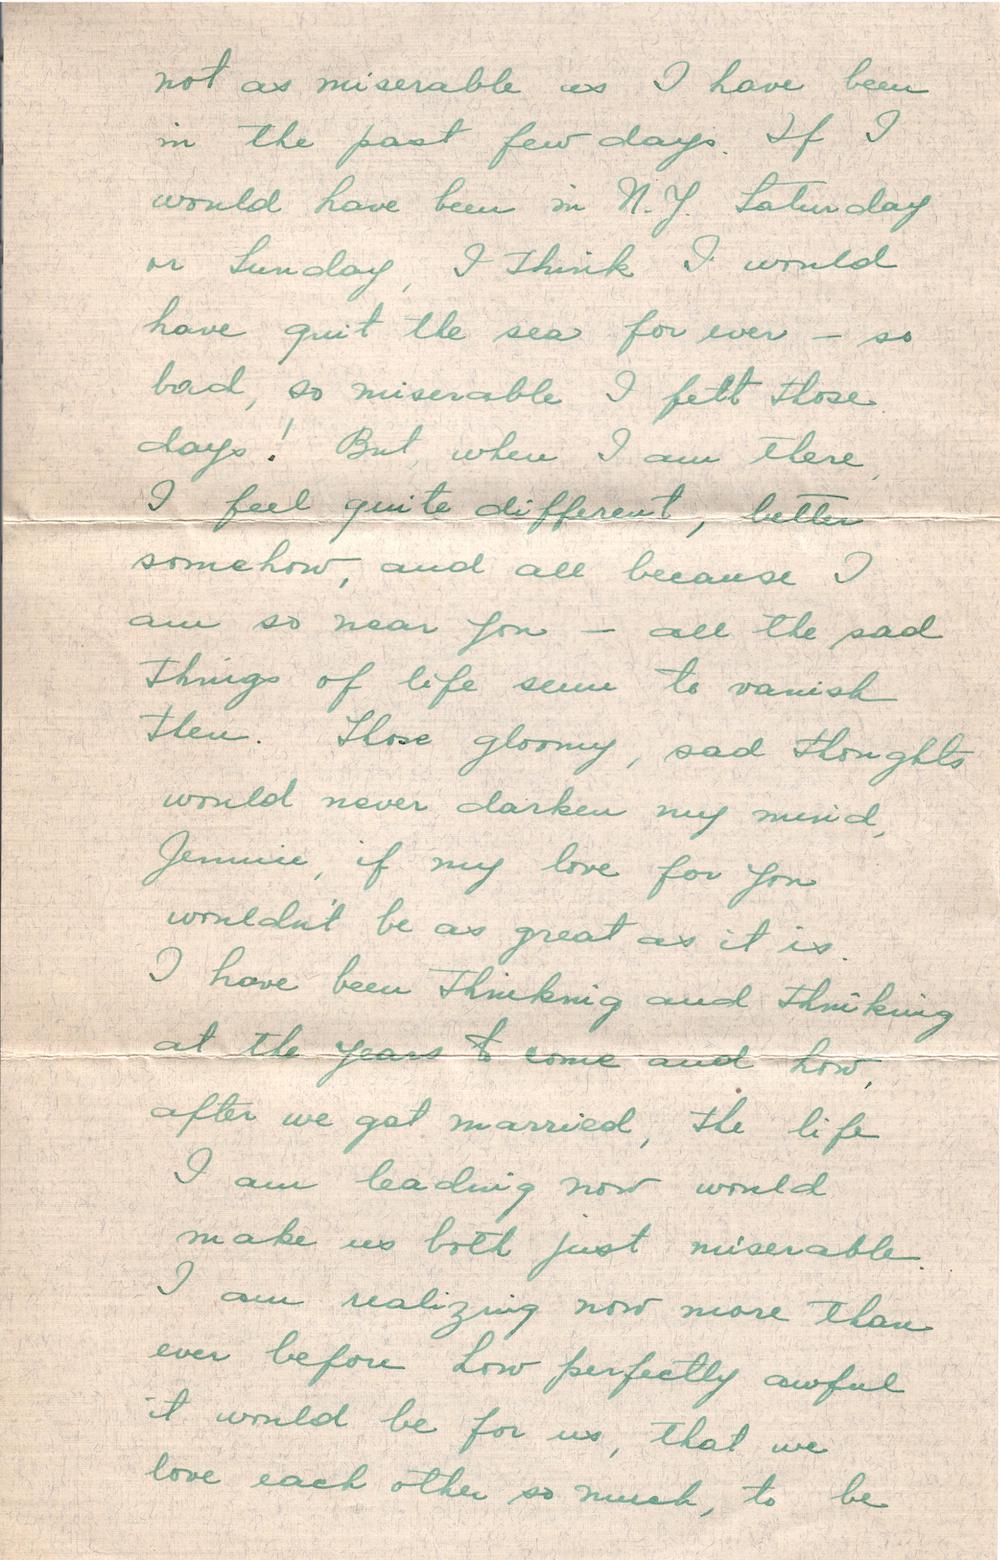 not as miserable as I have been
in the past few days. If I
would have been in N.Y. Saturday
or Sunday, I think I would
have quit the sea for ever – so
bad, so miserable I felt those
days! But, when I am there,
I feel quite different, better
somehow, and all because I
am so near you – all the sad
things of life seem to vanish
then. Those gloomy, sad thoughts
would never darken my mind,
Jennie, if my love for you
wouldn't be as great as it is.
I have been thinking and thinking
at the years to come and how,
after we got married, the life
I am leading now would
make us both just miserable.
I am realizing now more than
ever before how perfectly awful
it would be for us, that we
love each other so much, to be